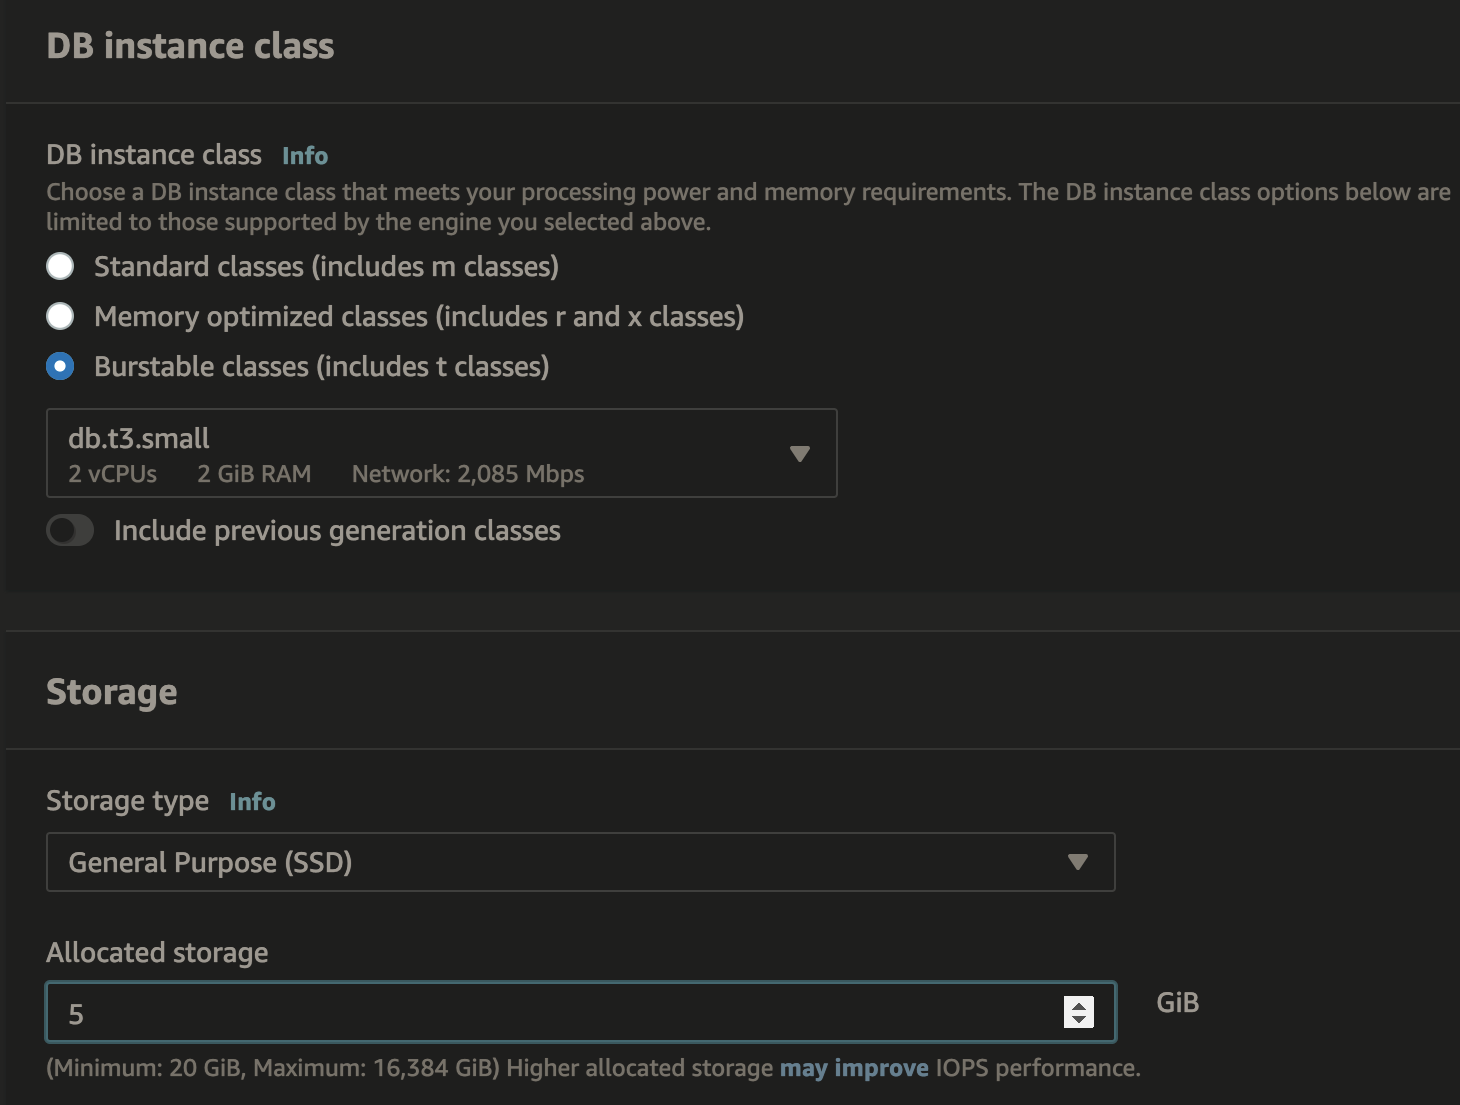 DB instance class
DB instance class Info
Choose a DB instance class that meets your processing power and memory requirements. The DB instance class options below are
limited to those supported by the engine you selected above.
Standard classes (includes m classes)
Memory optimized classes (includes r and x classes)
Burstable classes (includes t classes)
db.t3.small
2 vCPUs 2 GiB RAM Network: 2,085 Mbps
Include previous generation classes
Storage
Storage type Info
General Purpose (SSD)
Allocated storage
5 GiB
(Minimum: 20 GiB, Maximum: 16,384 GiB) Higher allocated storage may improve IOPS performance.